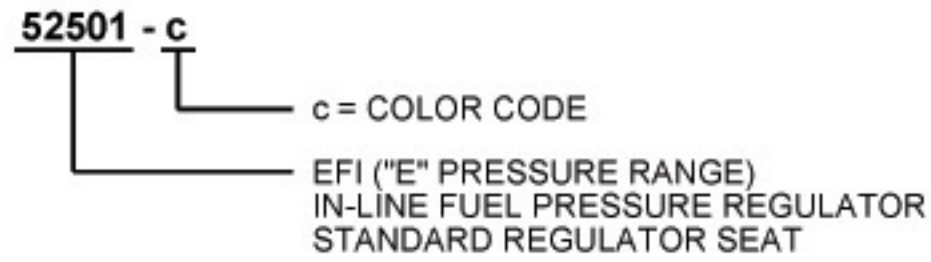 52501 - c
c = COLOR CODE
EFI ("E" PRESSURE RANGE)
IN-LINE FUEL PRESSURE REGULATOR
STANDARD REGULATOR SEAT